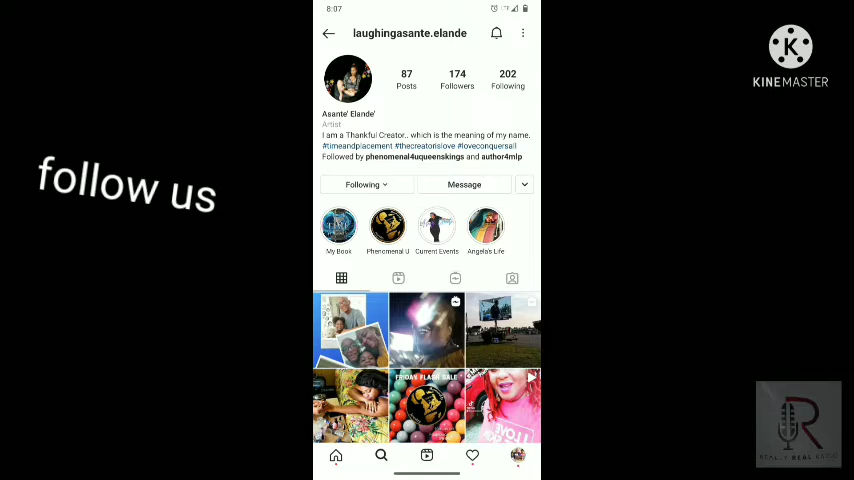 8:07
laughingasante.elande
87
174
202
Posts
Followers
Following
Asante' Elande'
Artist
I am a Thankful Creator.. which is the meaning of my name.
#timeandplacement #thecreatorislove #loveconquersall
Followed by phenomenal4uqueenskings and author4mlp
Following
Message
My Book
Phenomenal U
Current Events
Angela's Life
FRIDAY FLASH SALE
follow us
K
KINEMASTER
R